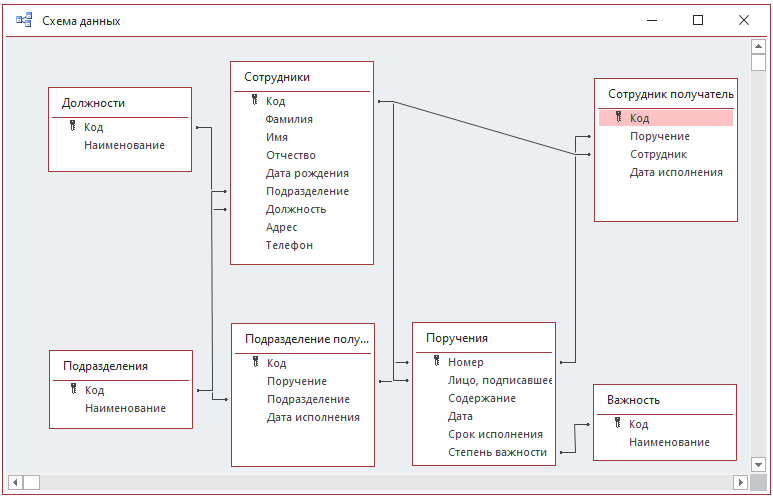 Схема данных
Должности
Код
Наименование
Сотрудники
Код
Фамилия
Имя
Отчество
Дата рождения
Подразделение
Должность
Адрес
Телефон
Сотрудник получатель
Код
Поручение
Сотрудник
Дата исполнения
Подразделения
Код
Наименование
Подразделение полу...
Код
Поручение
Подразделение
Дата исполнения
Поручения
Номер
Лицо, подписавшее
Содержание
Дата
Срок исполнения
Степень важности
Важность
Код
Наименование